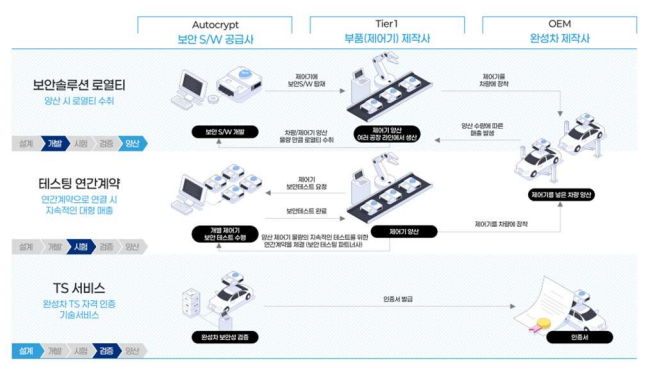 Autocrypt
보안 S/W 공급사
Tier1
부품(제어기) 제작사
OEM
완성차 제작사
보안솔루션 로열티
양산 시 로열티 수취
설계
개발
시험
검증
양산
제어기에
보안S/W 탑재
제어기를
차량에 장착
보안 S/W 개발
차량/제어기 양산
물량 만큼 로열티 수취
제어기 양산
여러 공장 라인에서 생산
양산 수량에 따른
매출 발생
테스팅 연간계약
연간계약으로 연결 시
지속적인 대형 매출
설계
개발
시험
검증
양산
제어기
보안테스트 요청
보안테스트 완료
개별 제어기
보안 테스트 수행
양산 제어기 물량의 지속적인 테스트를 위한
연간계약을 체결 (보안 테스팅 파트너사)
제어기 양산
제어기를 차량에 장착
제어기를 넣은 차량 양산
TS 서비스
완성차 TS 자격 인증
기술서비스
설계
개발
시험
검증
양산
완성차 보안성 검증
인증서 발급
인증서